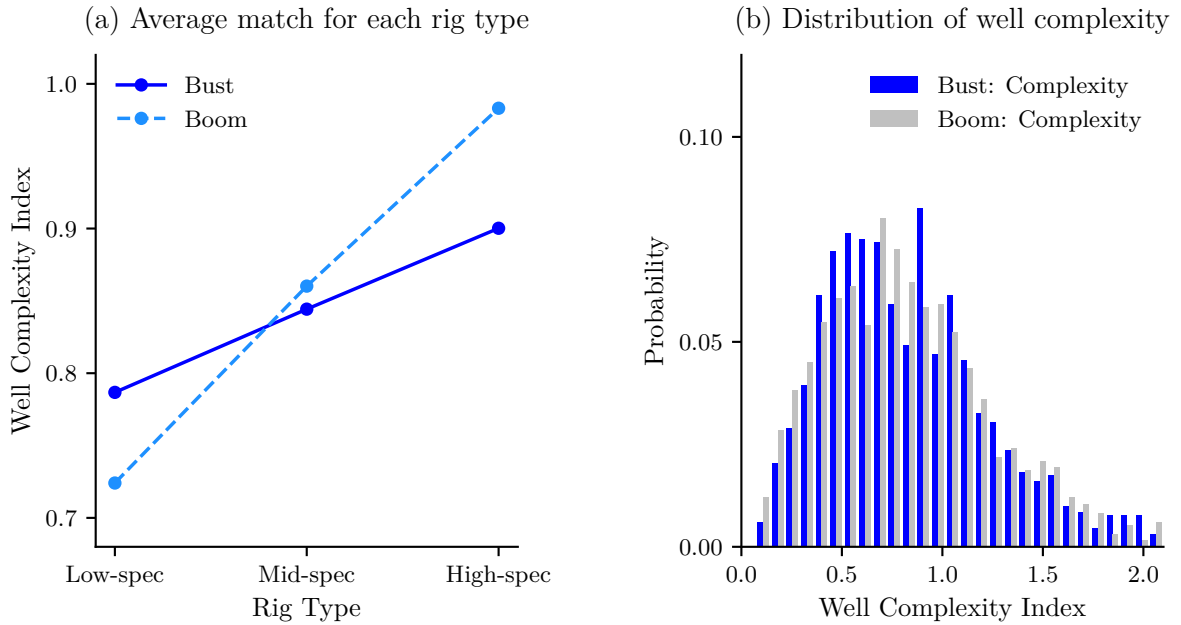 (a) Average match for each rig type
Bust
Boom
1.0
0.9
0.8
0.7
Well Complexity Index
Low-spec Mid-spec High-spec
Rig Type
(b) Distribution of well complexity
Bust: Complexity
Boom: Complexity
0.10
0.05
0.00
Probability
0.0 0.5 1.0 1.5 2.0
Well Complexity Index